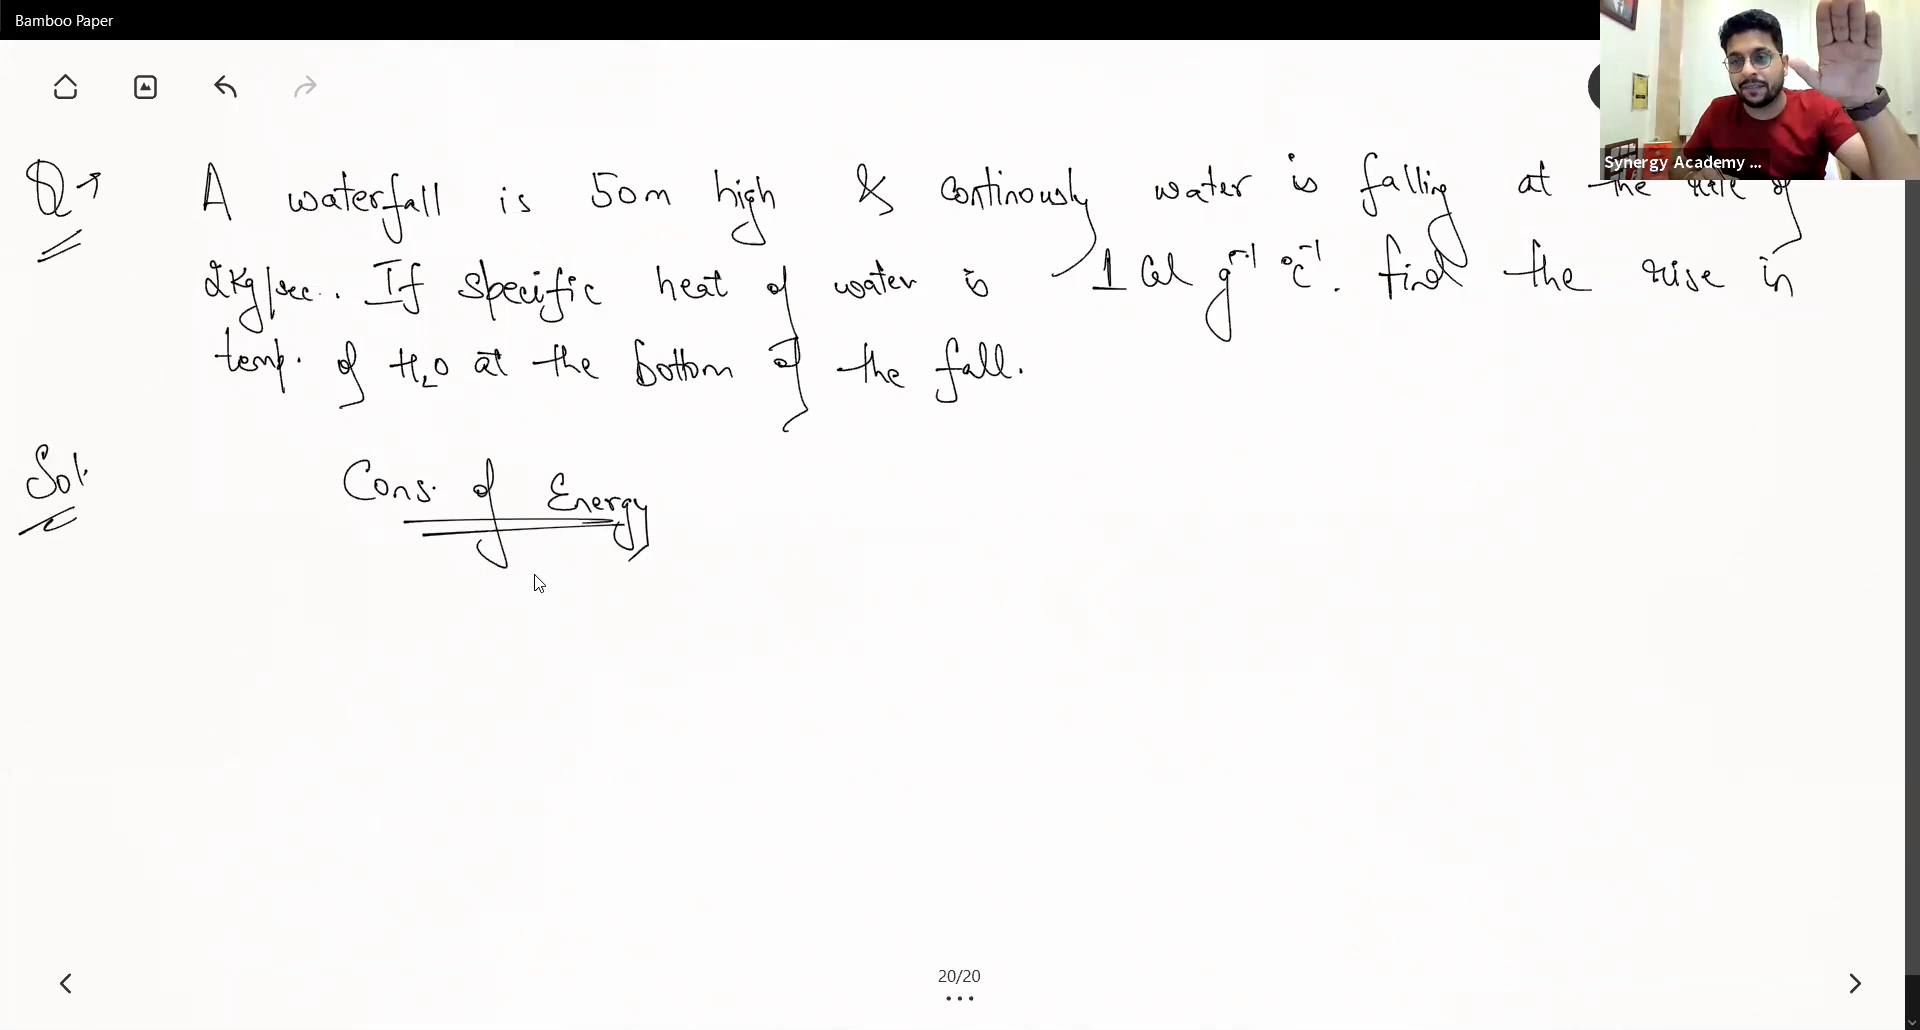 Bamboo Paper
Synergy Academy ...
Q→ A waterfall is 50m high & continously water is falling at the rate of
2Kg/sec. If specific heat of water is 1 Cal g⁻¹ °C⁻¹. find the rise in
temp. of H₂O at the bottom of the fall.
Sol. Cons. of Energy
20/20